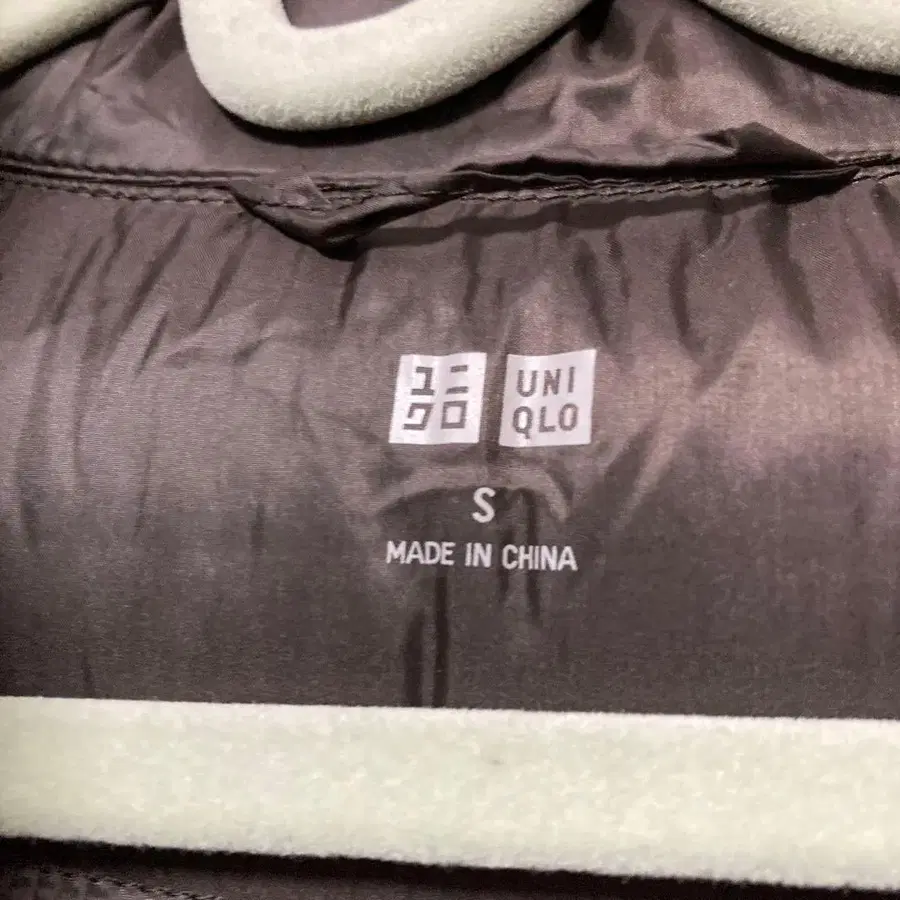 ユニ UNI
クロ QLO
S
MADE IN CHINA